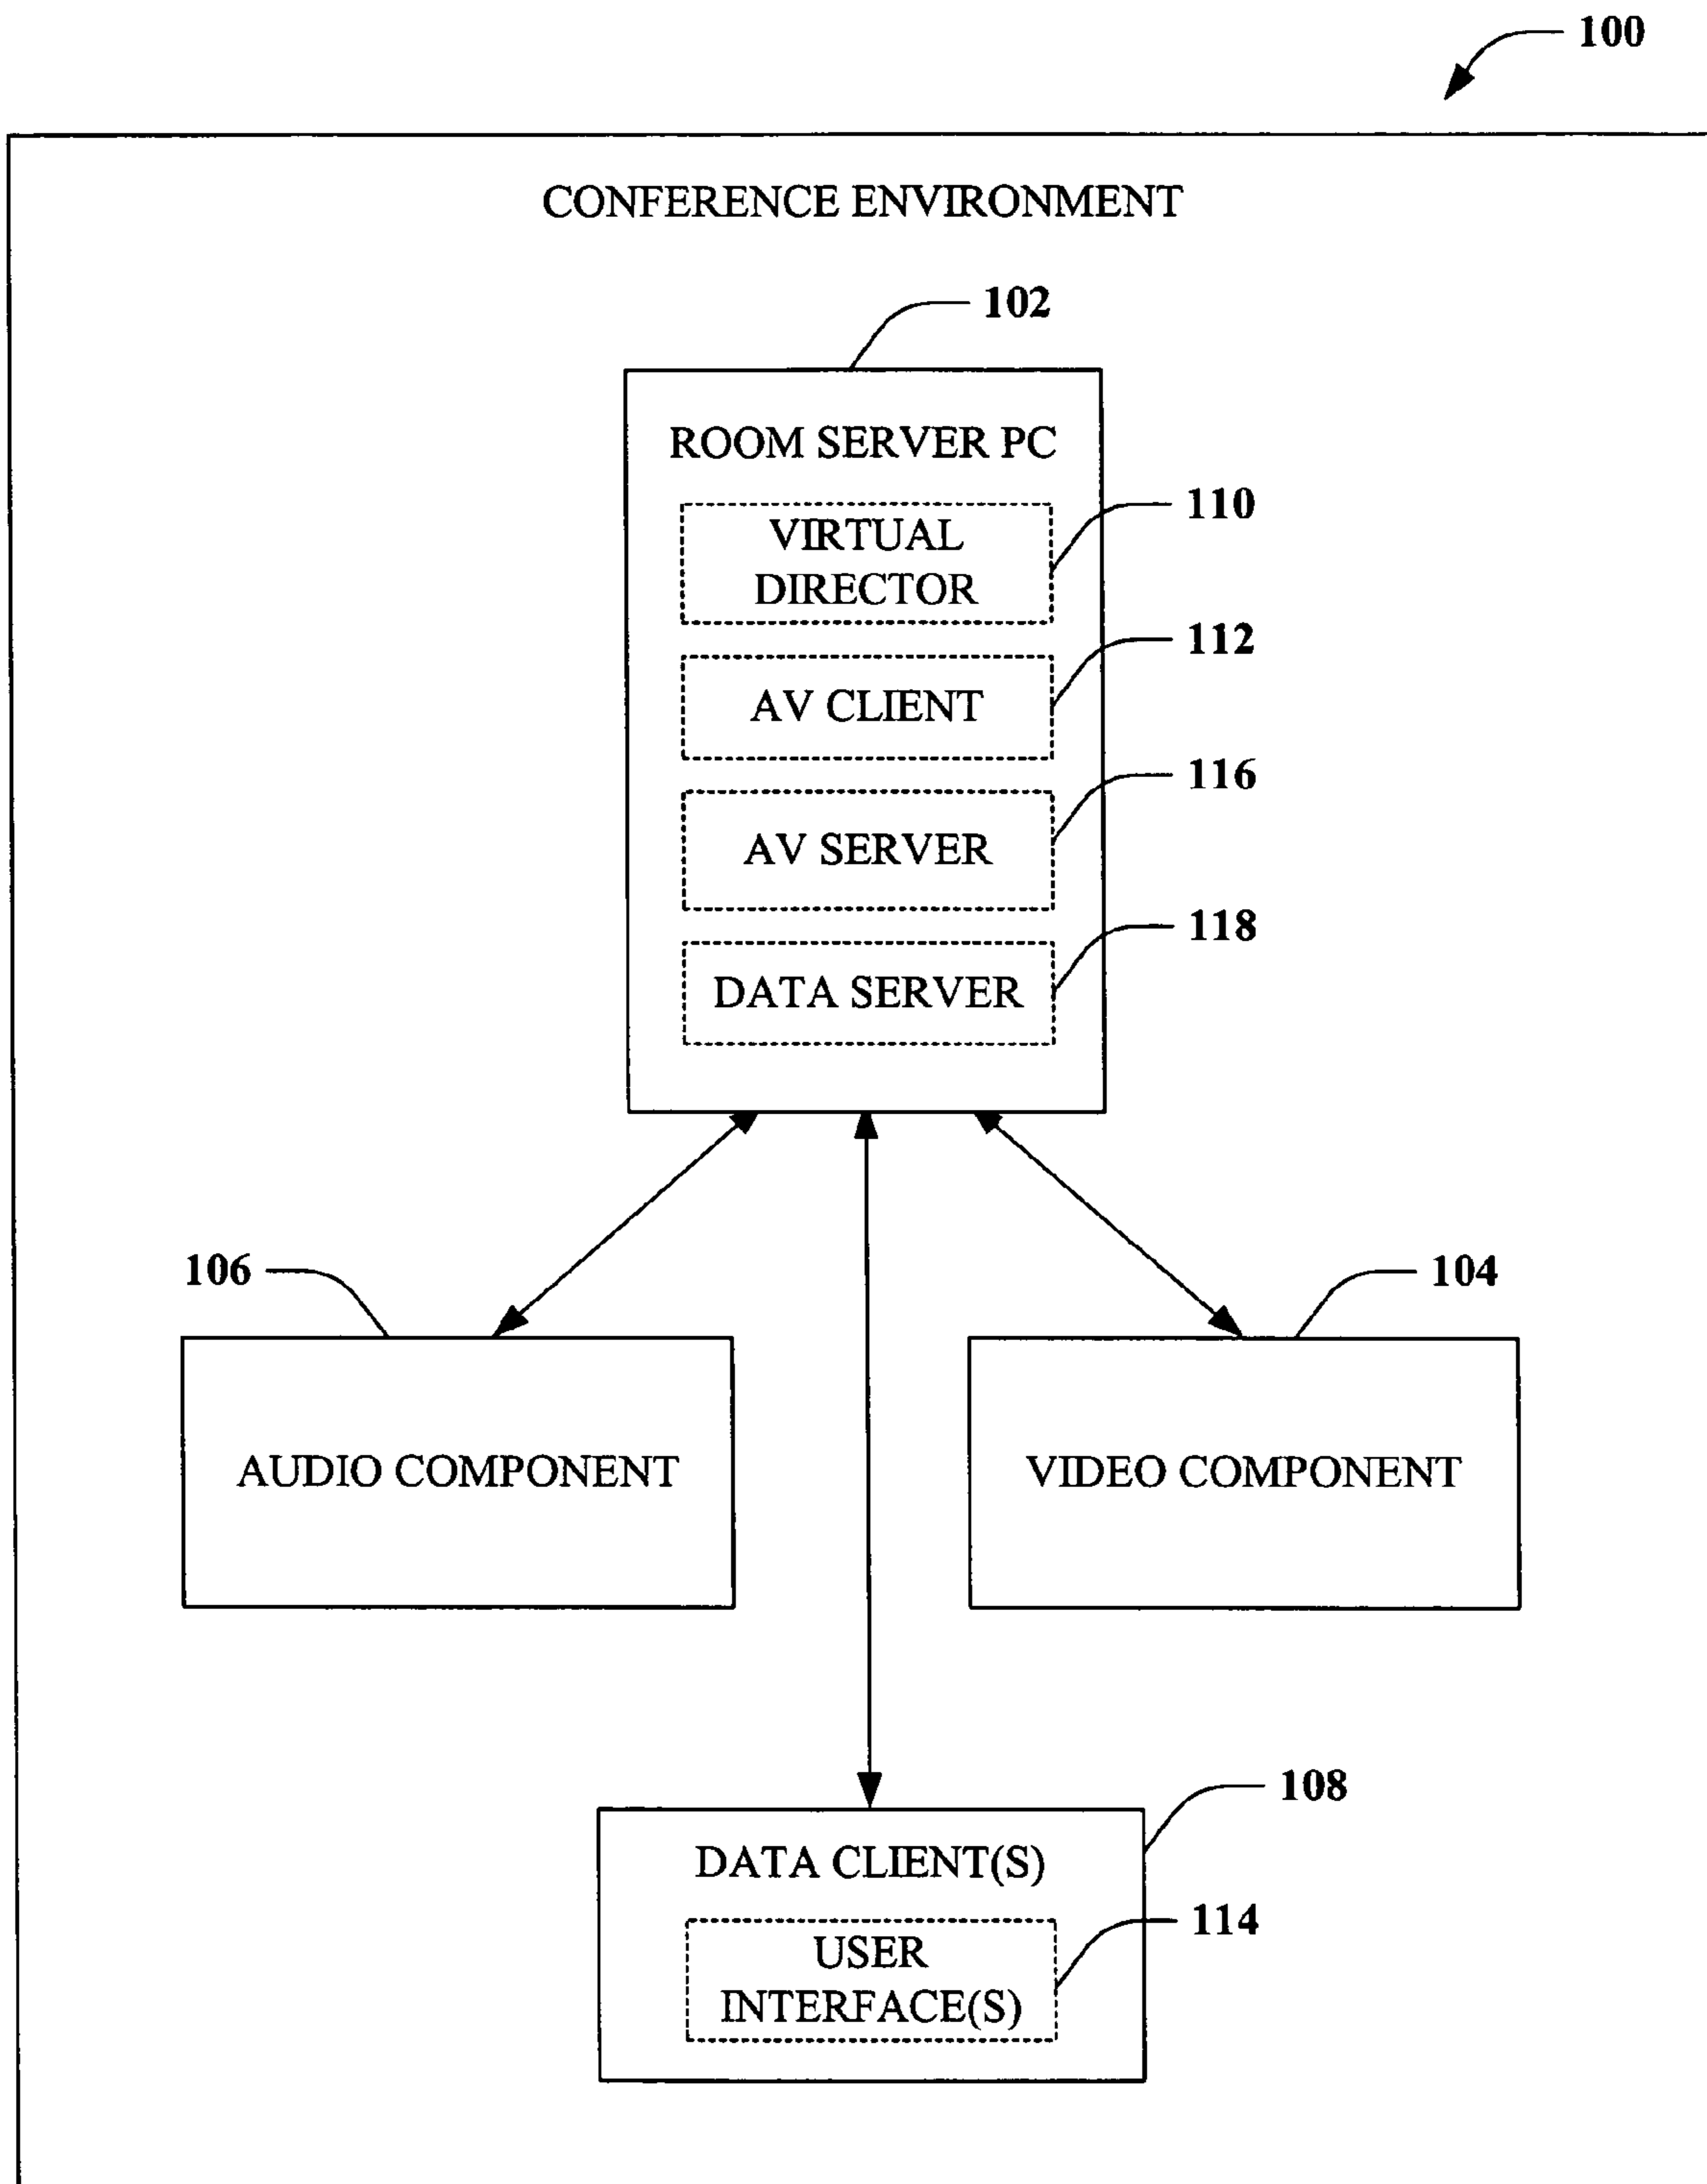 100
CONFERENCE ENVIRONMENT
102
ROOM SERVER PC
110
VIRTUAL
DIRECTOR
112
AV CLIENT
116
AV SERVER
118
DATA SERVER
106
104
AUDIO COMPONENT
VIDEO COMPONENT
108
DATA CLIENT(S)
114
USER
INTERFACE(S)